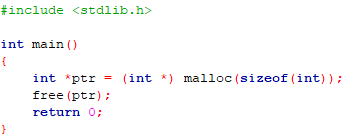 #include <stdlib.h>
int main()
{
    int *ptr = (int *) malloc(sizeof(int));
    free(ptr);
    return 0;
}